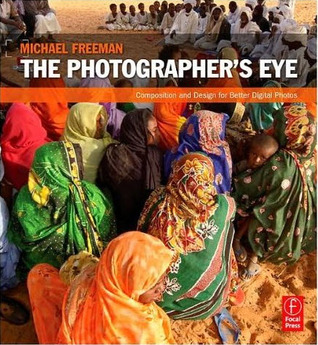 MICHAEL FREEMAN
THE PHOTOGRAPHER'S EYE
Composition and Design for Better Digital Photos
Focal
Press